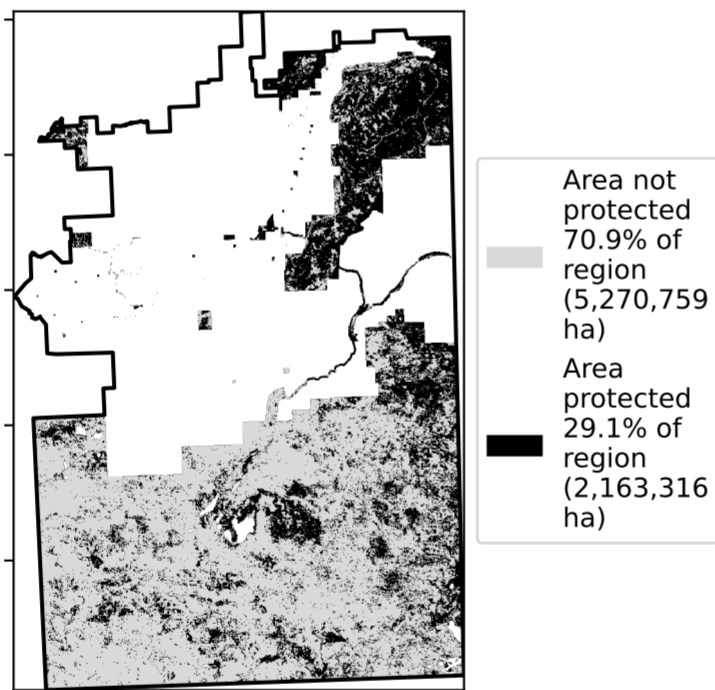 Area not
protected
70.9% of
region
(5,270,759
ha)
Area
protected
29.1% of
region
(2,163,316
ha)